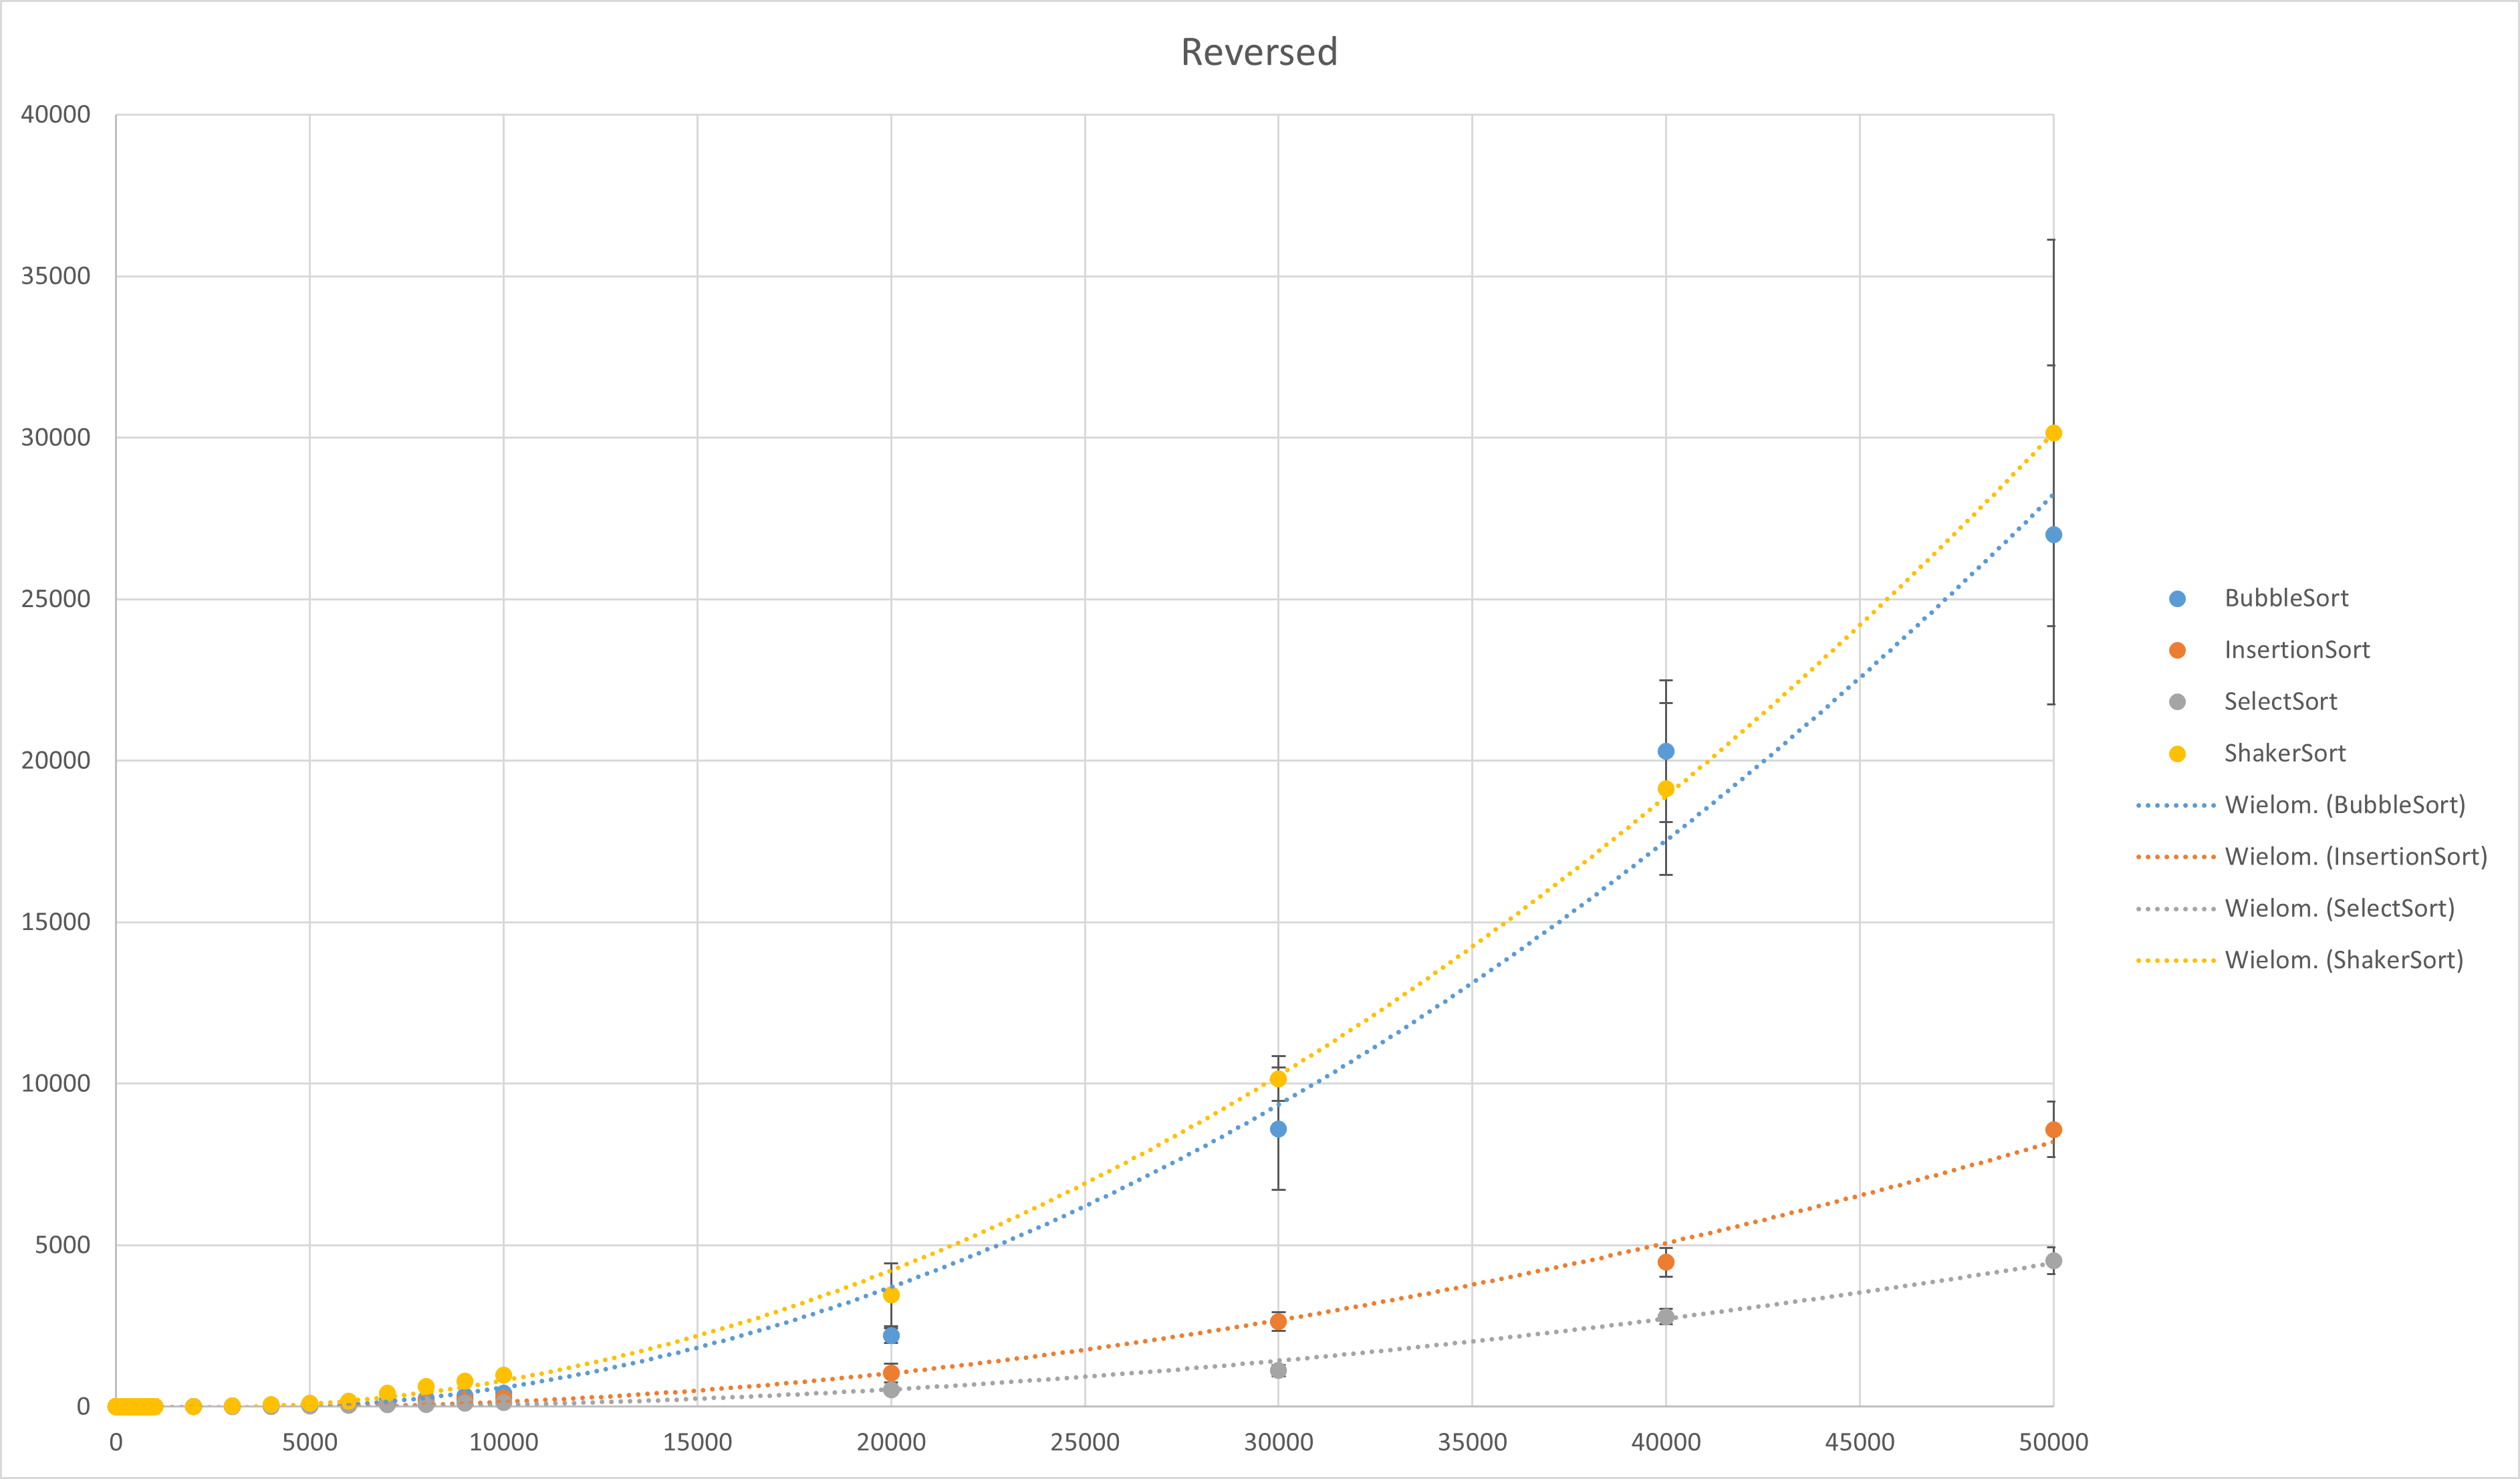 Reversed
40000
35000
30000
25000
20000
15000
10000
5000
0
0 5000 10000 15000 20000 25000 30000 35000 40000 45000 50000
BubbleSort
InsertionSort
SelectSort
ShakerSort
Wielom. (BubbleSort)
Wielom. (InsertionSort)
Wielom. (SelectSort)
Wielom. (ShakerSort)